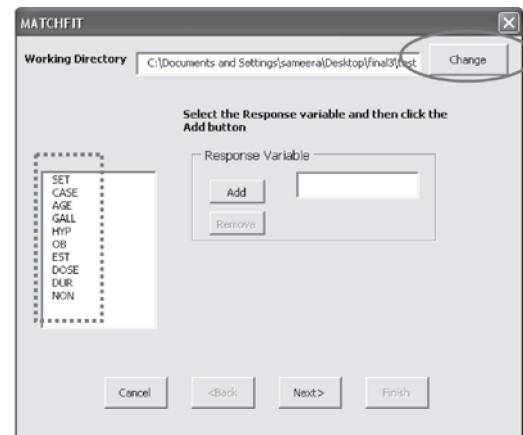 MATCHFIT
Working Directory
C:\Documents and Settings\sameera\Desktop\final3\test
Change
Select the Response variable and then click the
Add button
Response Variable
Add
Remove
SET
CASE
AGE
GALL
HYP
OB
EST
DOSE
DUR
NON
Cancel
<Back
Next>
Finish